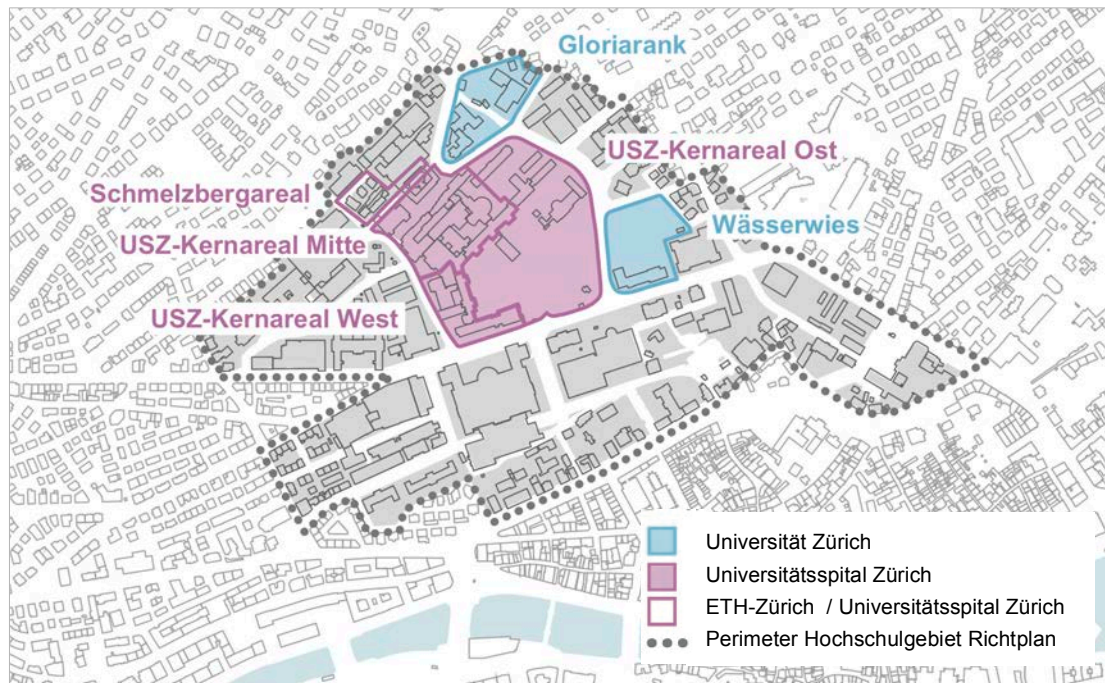 Gloriarank
USZ-Kernareal Ost
Schmelzbergareal
Wässerwies
USZ-Kernareal Mitte
USZ-Kernareal West
Universität Zürich
Universitätsspital Zürich
ETH-Zürich / Universitätsspital Zürich
Perimeter Hochschulgebiet Richtplan